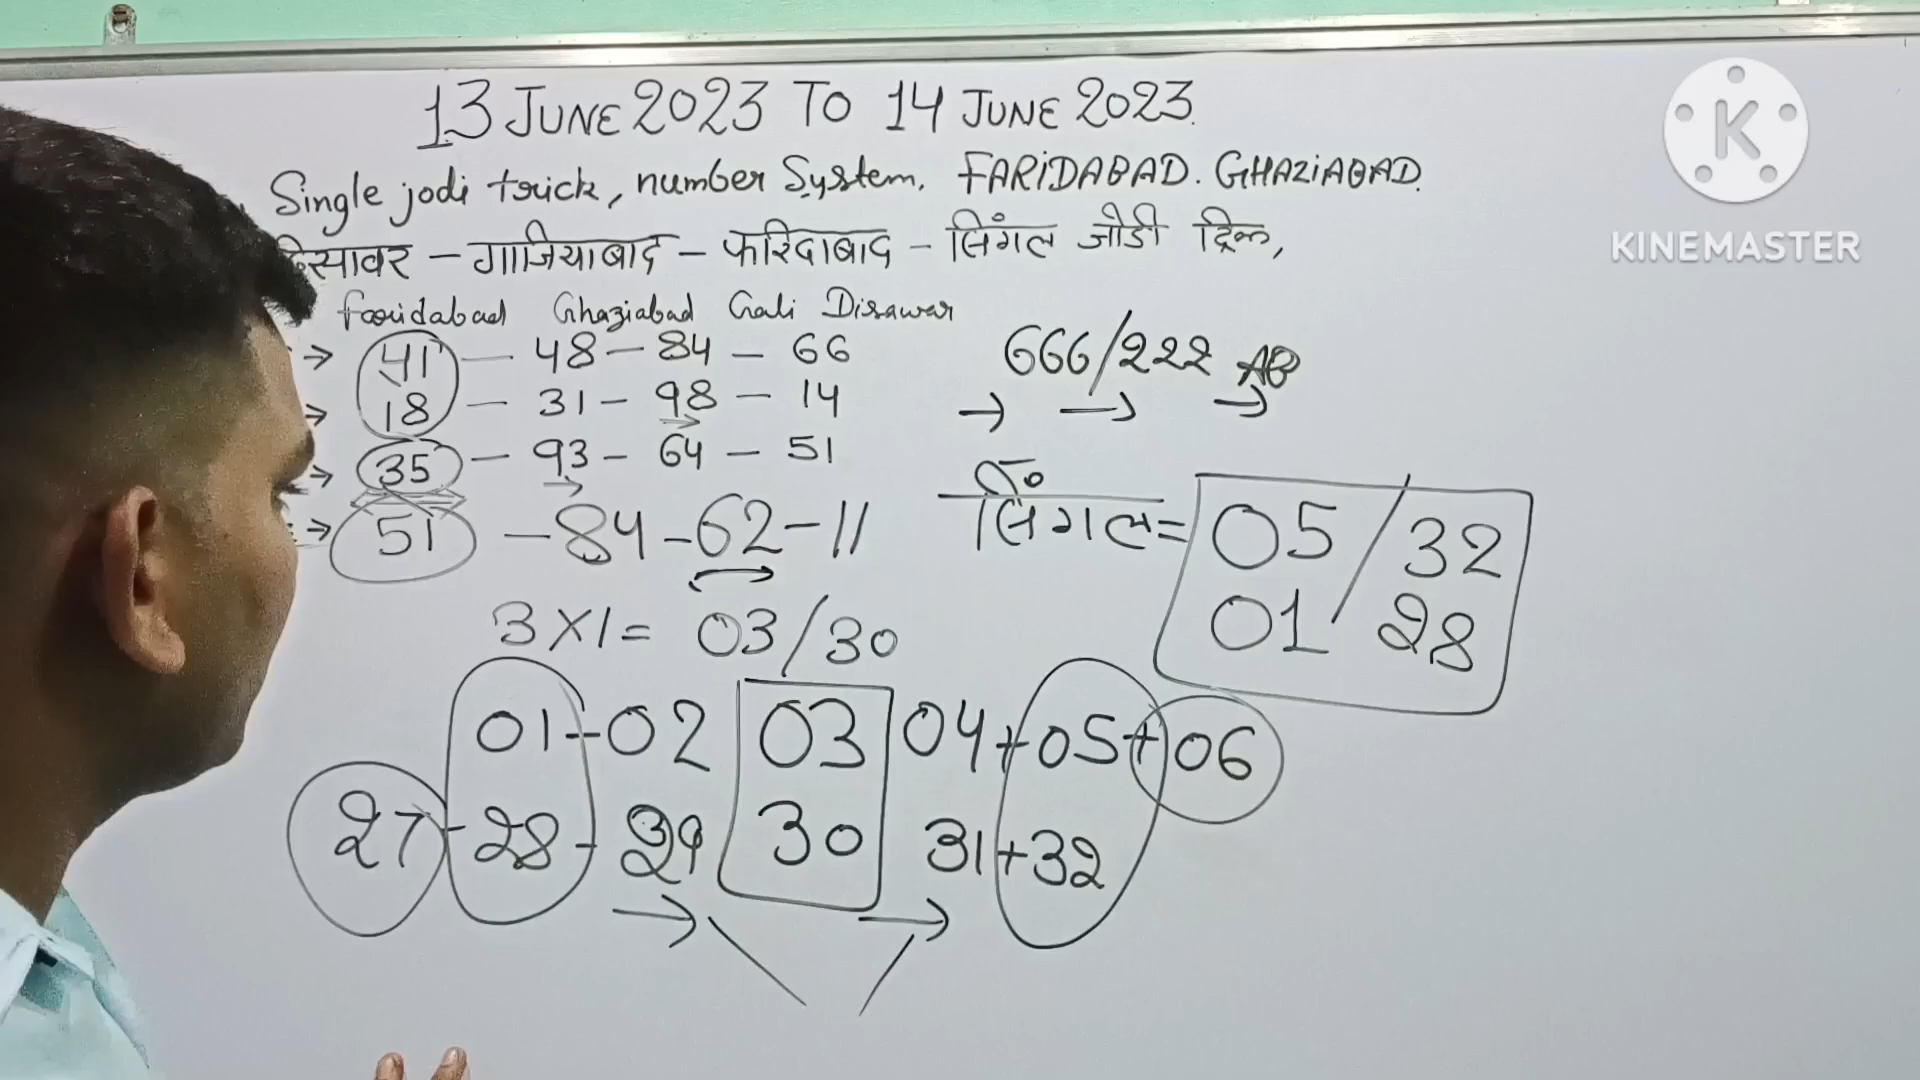 13 JUNE 2023 TO 14 JUNE 2023.
Single jodi trick, number System. FARIDABAD. GHAZIABAD.
दिसावर – गाजियाबाद – फरिदाबाद – सिंगल जोडी ट्रिक,
Faridabad Ghaziabad Gali Disawar
→ 41 — 48 — 84 — 66
→ 18 — 31 — 98 — 14
→ 35 — 93 — 64 — 51
→ 51 — 84 — 62 — 11
666/222 AB
→ → →
सिंगल = 05 / 32
01 / 28
3 X 1 = 03/30
01 - 02 03 04 + 05 + 06
27 - 28 - 29 30 31 + 32
K
KINEMASTER